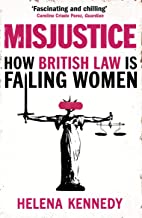 'Fascinating and chilling'
Caroline Criado Perez, Guardian
MISJUSTICE
HOW BRITISH LAW IS
FAILING WOMEN
HELENA KENNEDY